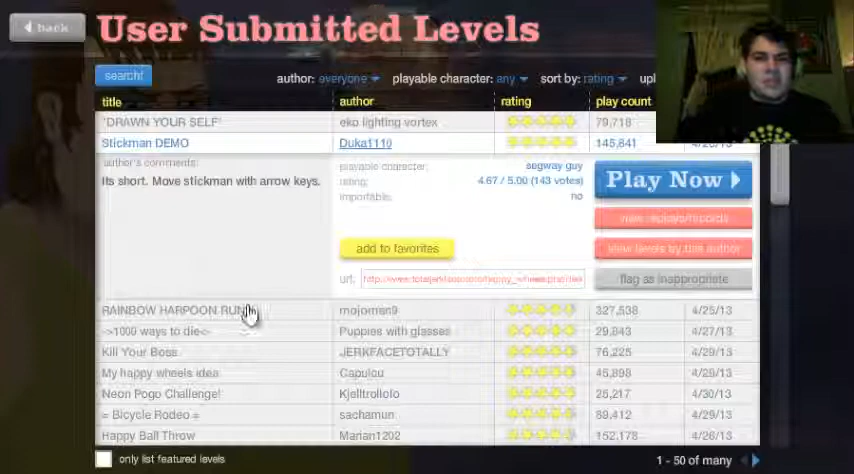 back
User Submitted Levels
search!
author: everyone playable character: any sort by: rating upl
title author rating play count
'DRAWN YOUR SELF' eko lighting vortex 79,718
Stickman DEMO Duka1110 145,841
author's comments:
Its short. Move stickman with arrow keys.
playable character: segway guy
rating: 4.67 / 5.00 (143 votes)
importable: no
Play Now
view replays/records
add to favorites
view levels by this author
url:
flag as inappropriate
RAINBOW HARPOON RUN mojoman9 327,538 4/25/13
->1000 ways to die<- Puppies with glasses 29,843 4/27/13
Kill Your Boss JERKFACETOTALLY 76,225 4/29/13
My happy wheels idea Capulou 45,898 4/29/13
Neon Pogo Challenge! Kjelltrollolo 25,217 4/30/13
= Bicycle Rodeo = sachamun 89,412 4/29/13
Happy Ball Throw Marian1202 152,178 4/26/13
only list featured levels
1 - 50 of many